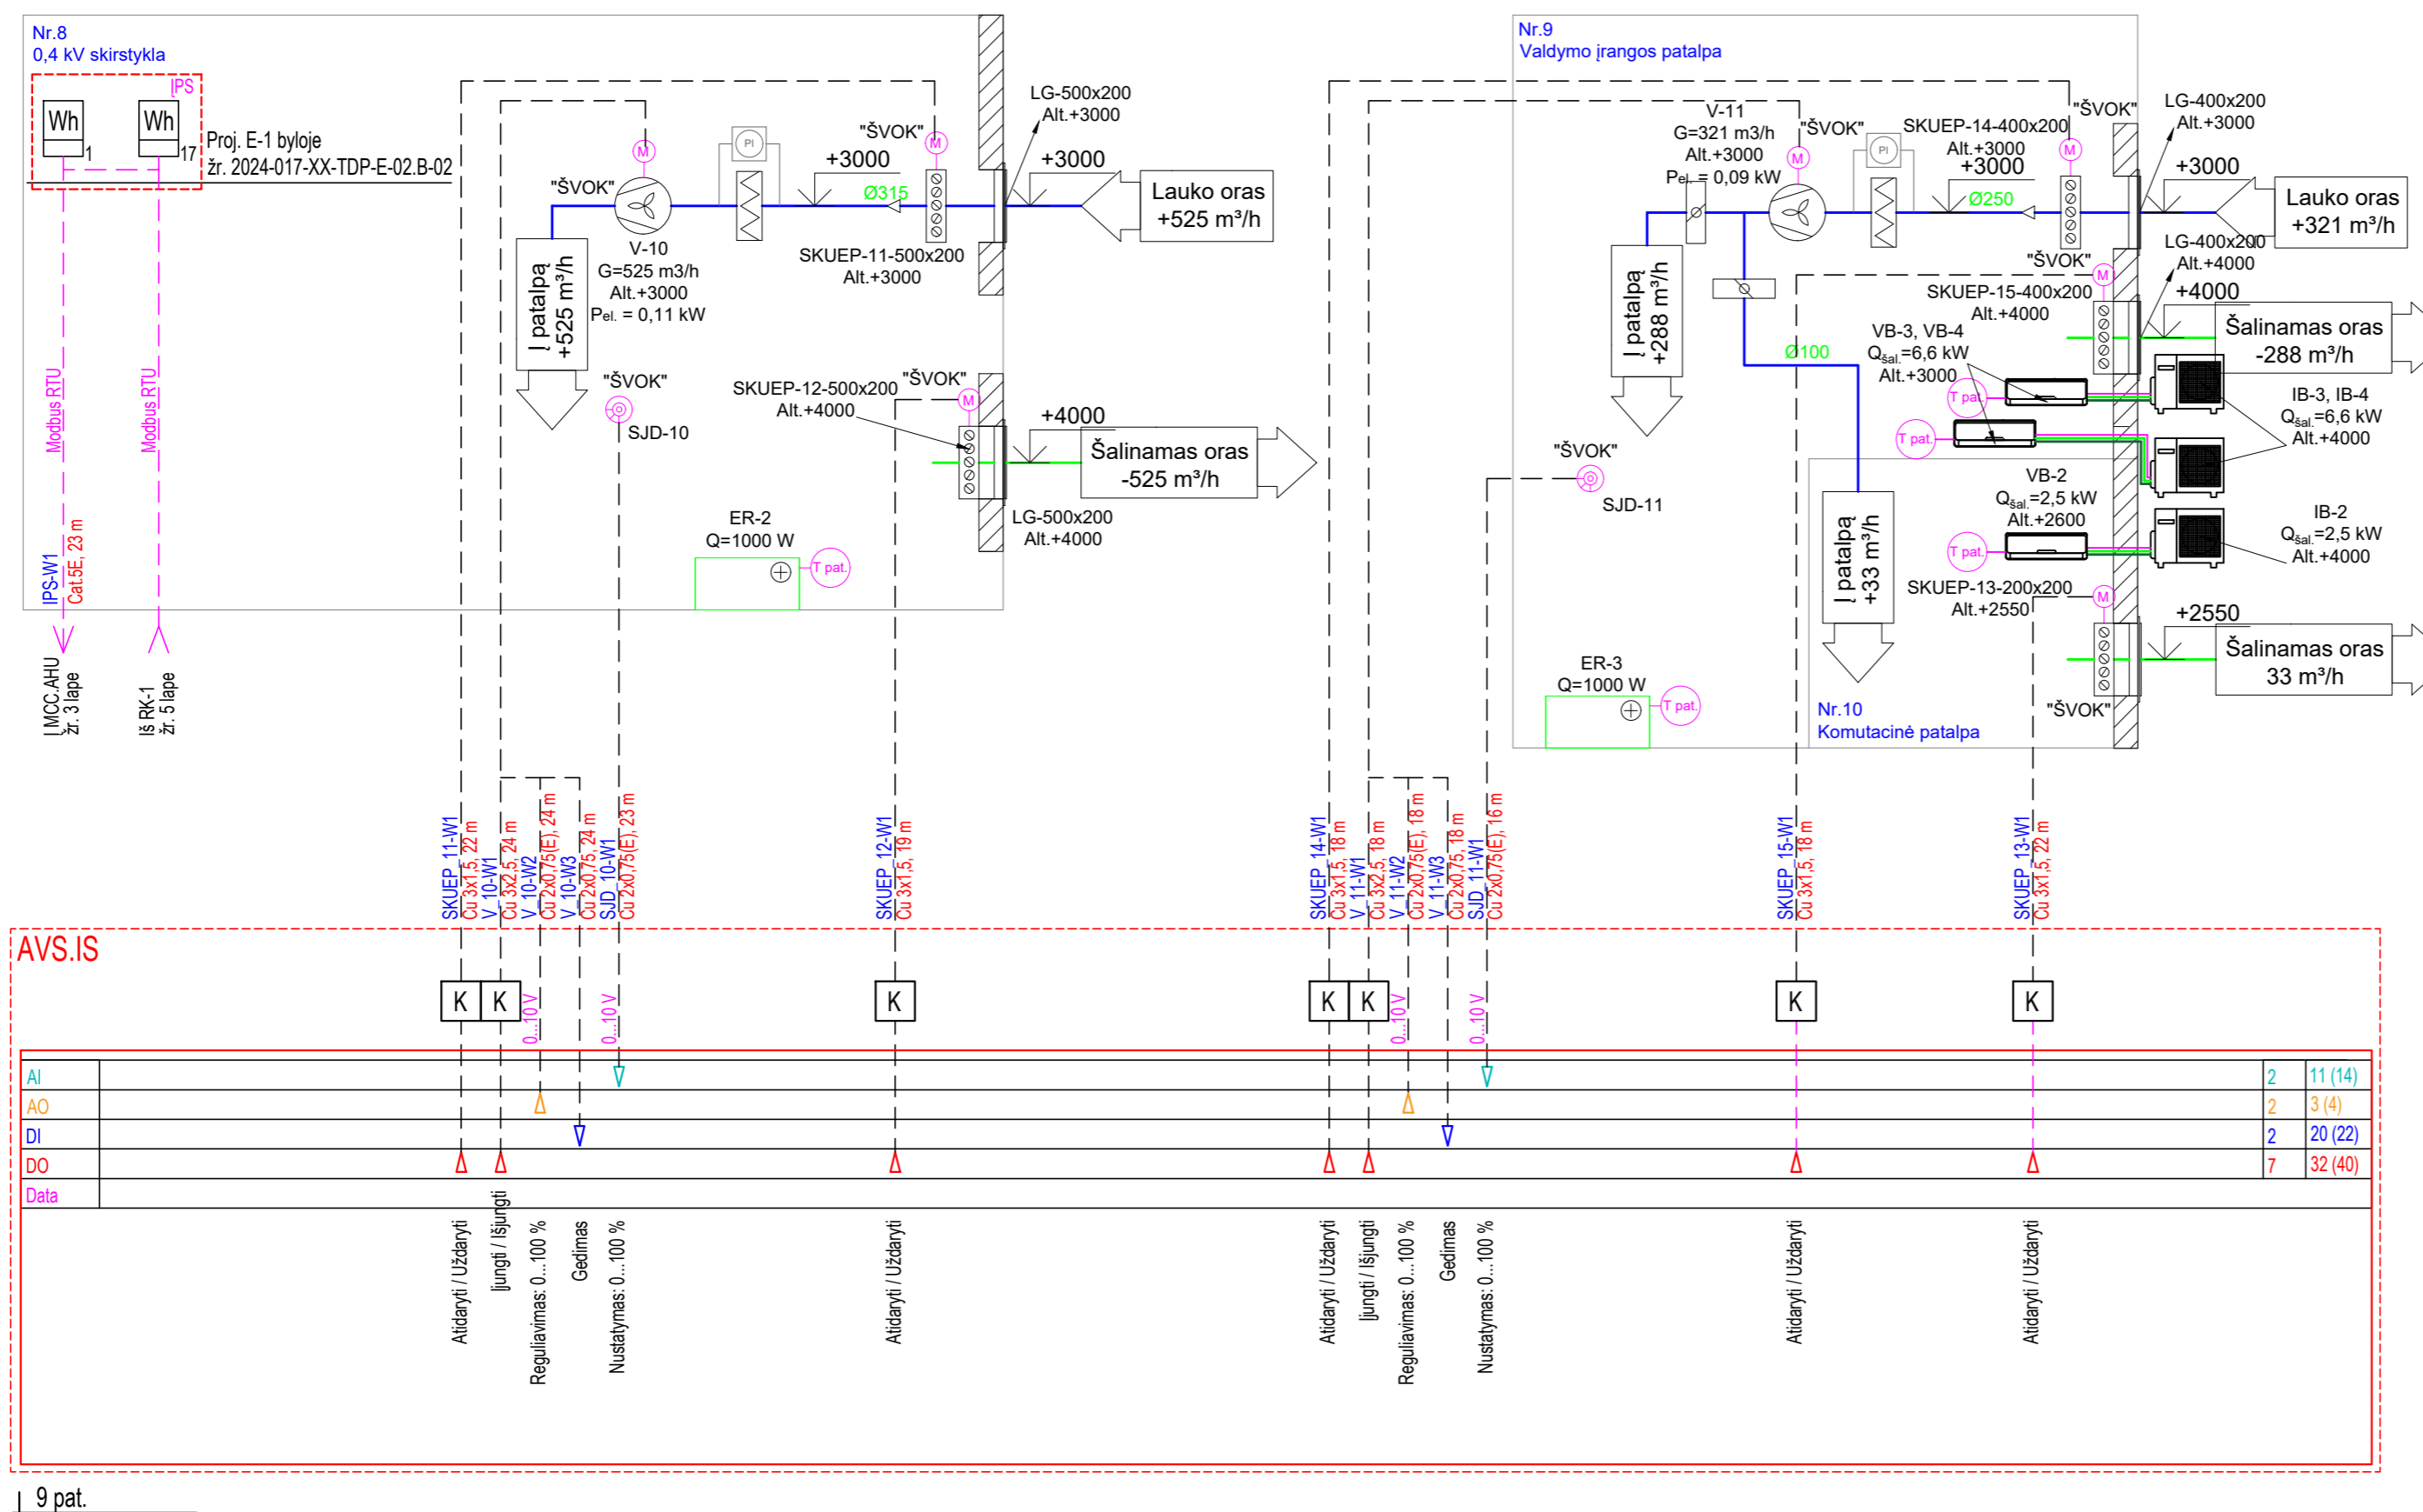 Nr.8
0,4 kV skirstykla
ĮPS
Wh
1
Wh
17
Proj. E-1 byloje
žr. 2024-017-XX-TDP-E-02.B-02
Modbus RTU
Modbus RTU
IPS-W1
Cat.5E, 23 m
Į MCC.AHU
žr. 3 lape
Iš RK-1
žr. 5 lape
M
"ŠVOK"
V-10
G=525 m3/h
Alt.+3000
Pel. = 0,11 kW
PI
+3000
Ø315
"ŠVOK"
M
SKUEP-11-500x200
Alt.+3000
LG-500x200
Alt.+3000
+3000
Lauko oras
+525 m³/h
Į patalpą
+525 m³/h
"ŠVOK"
SJD-10
SKUEP-12-500x200
Alt.+4000
"ŠVOK"
M
+4000
Šalinamas oras
-525 m³/h
LG-500x200
Alt.+4000
ER-2
Q=1000 W
T pat.
Nr.9
Valdymo įrangos patalpa
V-11
G=321 m3/h
Alt.+3000
Pel. = 0,09 kW
M
"ŠVOK"
PI
SKUEP-14-400x200
Alt.+3000
+3000
Ø250
"ŠVOK"
M
LG-400x200
Alt.+3000
+3000
Lauko oras
+321 m³/h
LG-400x200
Alt.+4000
+4000
"ŠVOK"
M
SKUEP-15-400x200
Alt.+4000
Šalinamas oras
-288 m³/h
Į patalpą
+288 m³/h
Ø100
VB-3, VB-4
Qšal.=6,6 kW
Alt.+3000
T pat.
T pat.
IB-3, IB-4
Qšal.=6,6 kW
Alt.+4000
"ŠVOK"
SJD-11
VB-2
Qšal.=2,5 kW
Alt.+2600
T pat.
IB-2
Qšal.=2,5 kW
Alt.+4000
Į patalpą
+33 m³/h
SKUEP-13-200x200
Alt.+2550
M
+2550
Šalinamas oras
33 m³/h
"ŠVOK"
ER-3
Q=1000 W
T pat.
Nr.10
Komutacinė patalpa
SKUEP_11-W1
Cu 3x1,5, 22 m
V_10-W1
Cu 3x2,5, 24 m
V_10-W2
Cu 2x0,75(E), 24 m
V_10-W3
Cu 2x0,75, 24 m
SJD_10-W1
Cu 2x0,75(E), 23 m
SKUEP_12-W1
Cu 3x1,5, 19 m
SKUEP_14-W1
Cu 3x1,5, 18 m
V_11-W1
Cu 3x2,5, 18 m
V_11-W2
Cu 2x0,75(E), 18 m
V_11-W3
Cu 2x0,75, 18 m
SJD_11-W1
Cu 2x0,75(E), 16 m
SKUEP_15-W1
Cu 3x1,5, 18 m
SKUEP_13-W1
Cu 3x1,5, 22 m
AVS.IS
K
K
0...10 V
0...10 V
K
K
K
0...10 V
0...10 V
K
K
AI
2
11 (14)
AO
2
3 (4)
DI
2
20 (22)
DO
7
32 (40)
Data
Atidaryti / Uždaryti
Įjungti / Išjungti
Reguliavimas: 0...100 %
Gedimas
Nustatymas: 0...100 %
Atidaryti / Uždaryti
Atidaryti / Uždaryti
Įjungti / Išjungti
Reguliavimas: 0...100 %
Gedimas
Nustatymas: 0...100 %
Atidaryti / Uždaryti
Atidaryti / Uždaryti
9 pat.